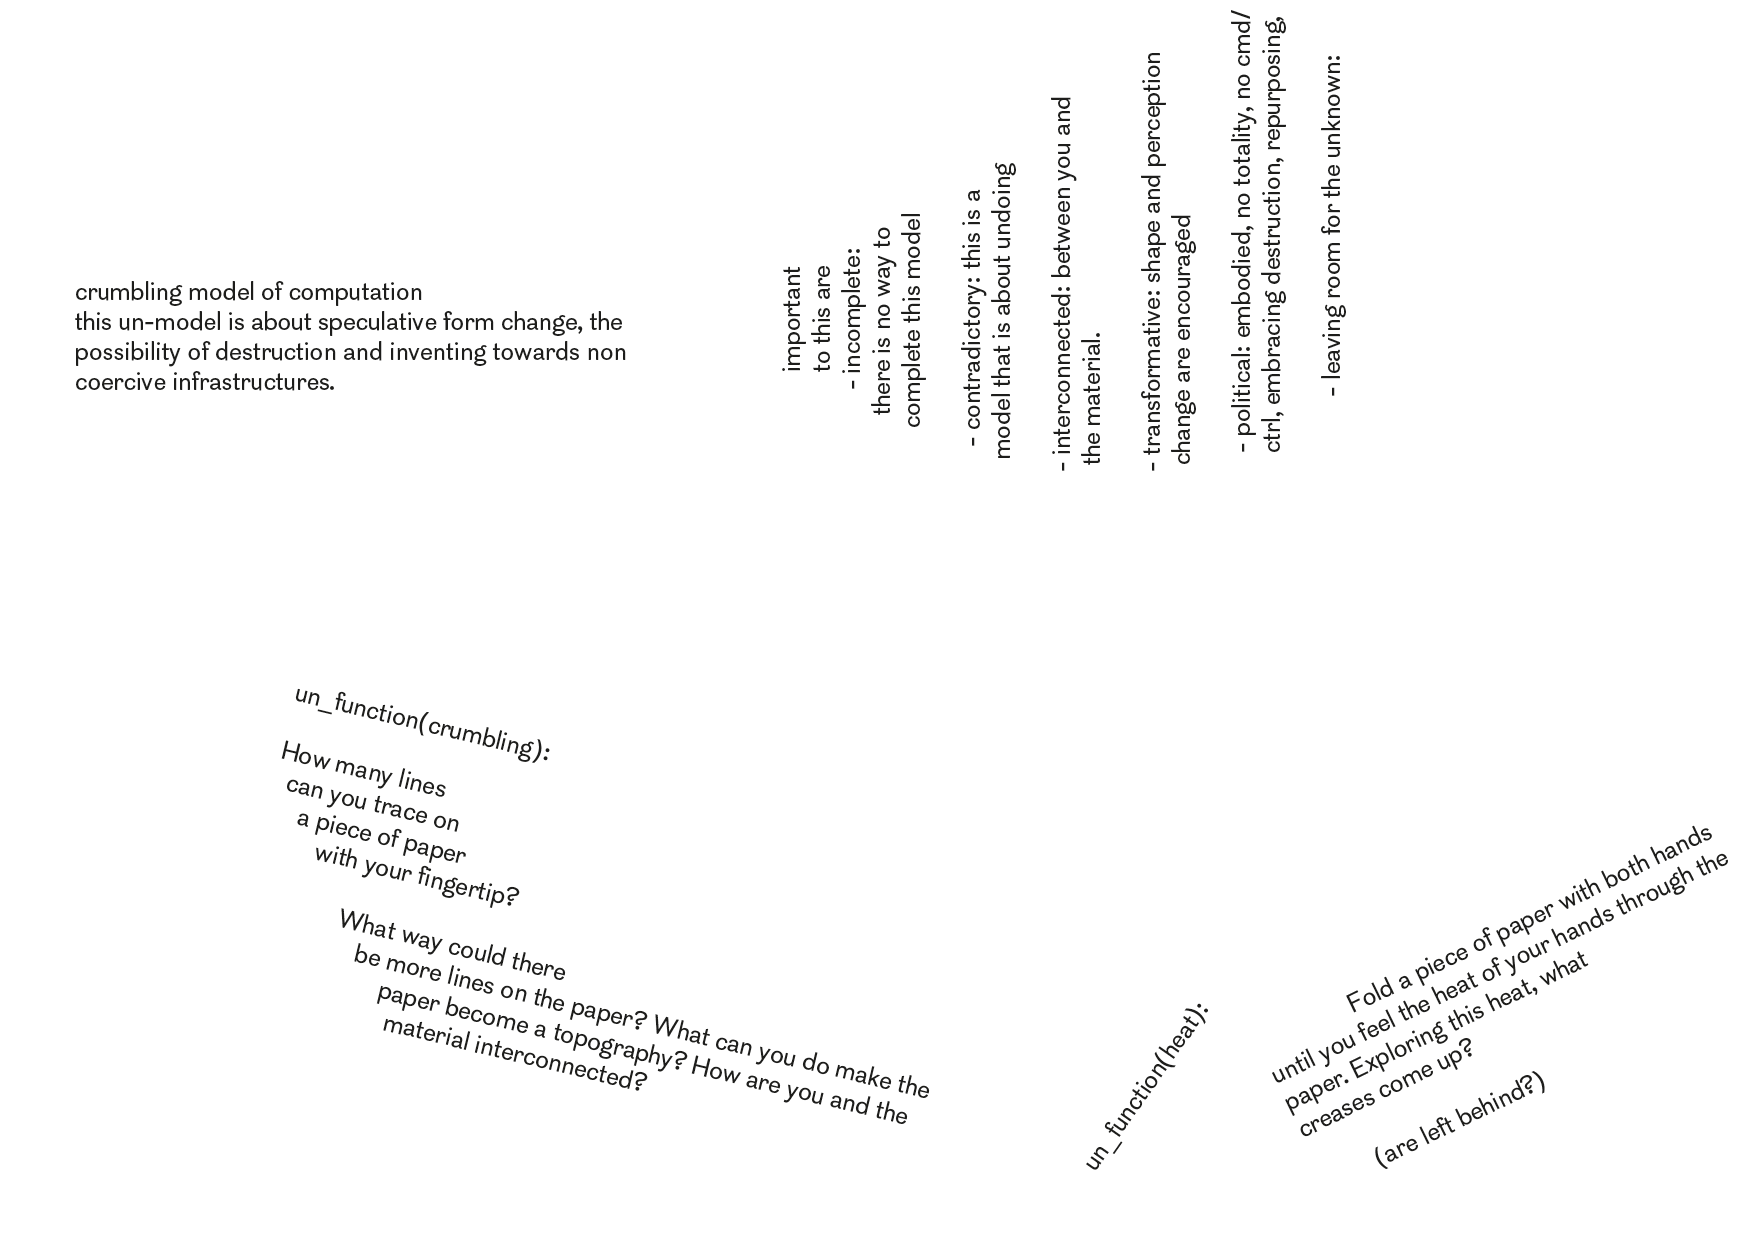 crumbling model of computation
this un-model is about speculative form change, the
possibility of destruction and inventing towards non
coercive infrastructures.
important
to this are
- incomplete:
there is no way to
complete this model
- contradictory: this is a
model that is about undoing
- interconnected: between you and
the material.
- transformative: shape and perception
change are encouraged
- political: embodied, no totality, no cmd/
ctrl, embracing destruction, repurposing,
- leaving room for the unknown:
un_function(crumbling):
How many lines
can you trace on
a piece of paper
with your fingertip?
What way could there
be more lines on the paper? What can you do make the
paper become a topography? How are you and the
material interconnected?
un_function(heat):
Fold a piece of paper with both hands
until you feel the heat of your hands through the
paper. Exploring this heat, what
creases come up?
(are left behind?)